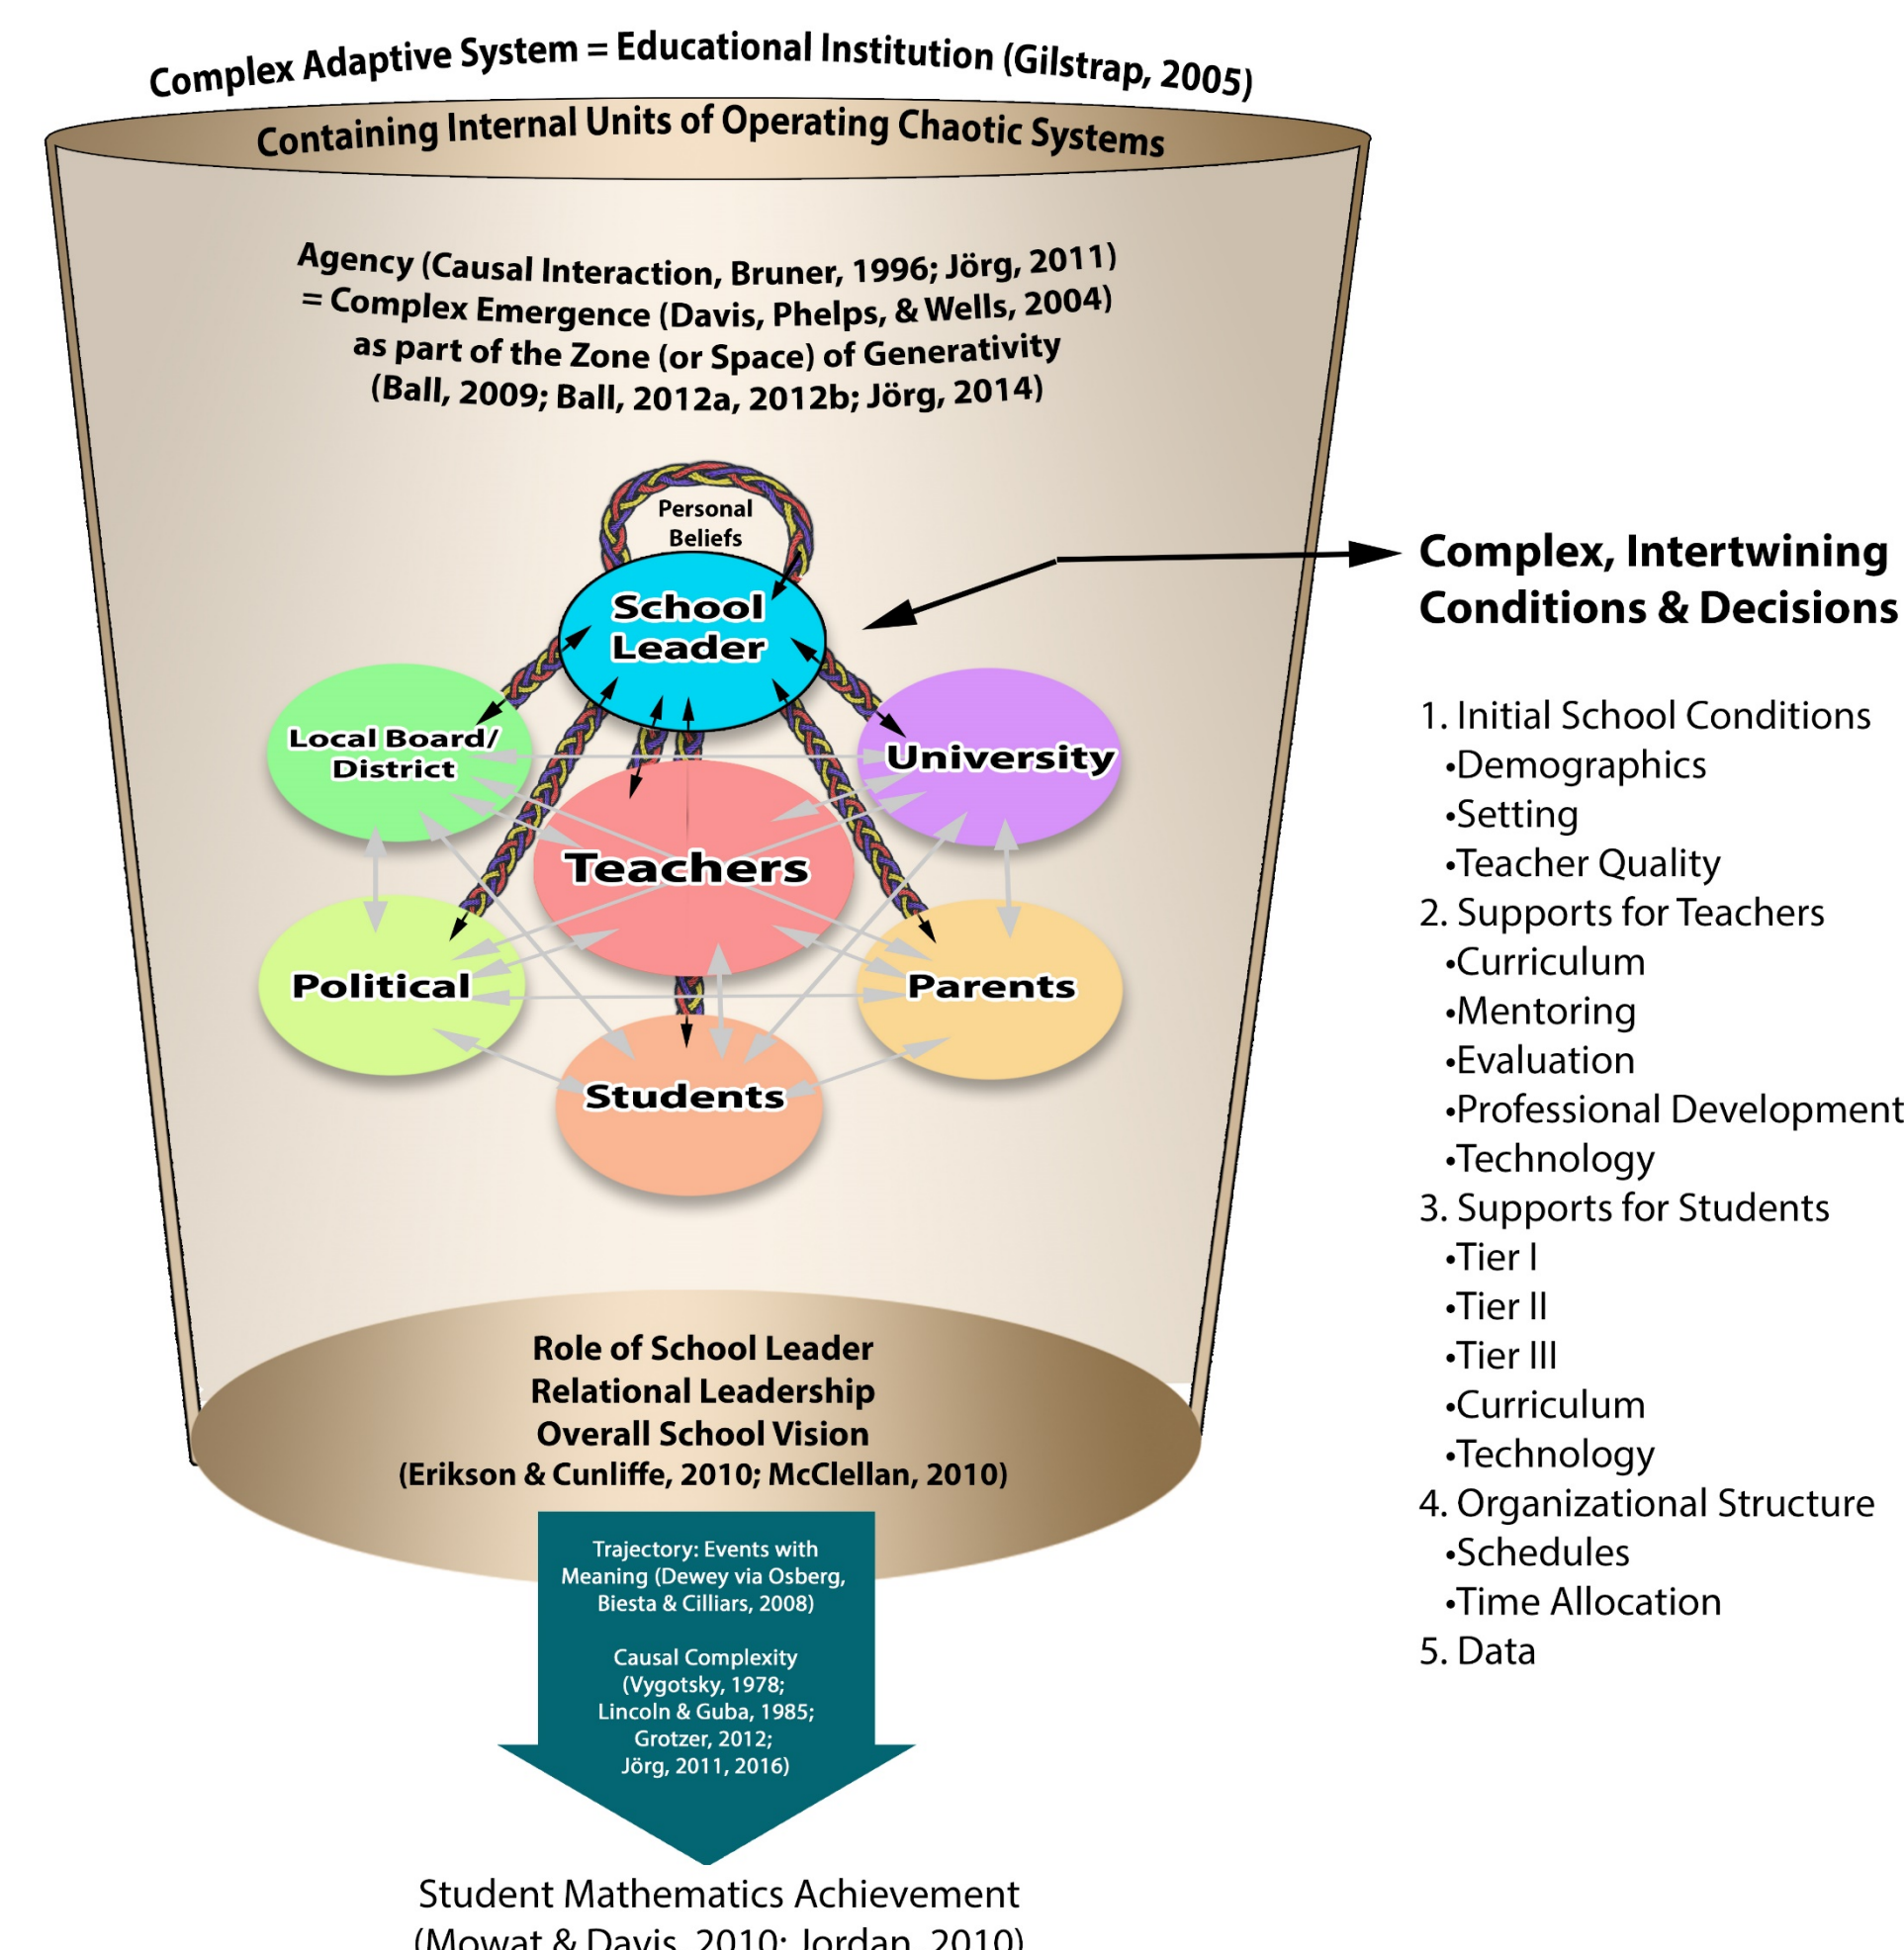 Complex Adaptive System = Educational Institution (Gilstrap, 2005)
Containing Internal Units of Operating Chaotic Systems
Agency (Causal Interaction, Bruner, 1996; Jörg, 2011)
= Complex Emergence (Davis, Phelps, & Wells, 2004)
as part of the Zone (or Space) of Generativity
(Ball, 2009; Ball, 2012a, 2012b; Jörg, 2014)
Personal
Beliefs
School
Leader
Local Board/
District
University
Teachers
Political
Parents
Students
Role of School Leader
Relational Leadership
Overall School Vision
(Erikson & Cunliffe, 2010; McClellan, 2010)
Trajectory: Events with
Meaning (Dewey via Osberg,
Biesta & Cilliars, 2008)
Causal Complexity
(Vygotsky, 1978;
Lincoln & Guba, 1985;
Grotzer, 2012;
Jörg, 2011, 2016)
Student Mathematics Achievement
(Mowat & Davis, 2010; Jordan, 2010)
Complex, Intertwining
Conditions & Decisions
1. Initial School Conditions
•Demographics
•Setting
•Teacher Quality
2. Supports for Teachers
•Curriculum
•Mentoring
•Evaluation
•Professional Development
•Technology
3. Supports for Students
•Tier I
•Tier II
•Tier III
•Curriculum
•Technology
4. Organizational Structure
•Schedules
•Time Allocation
5. Data